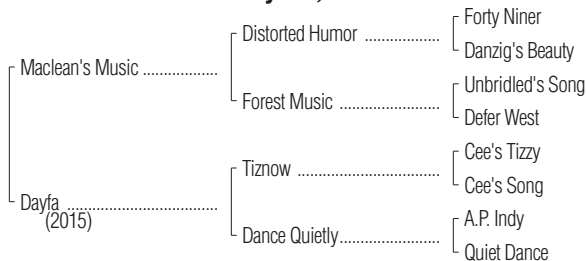 Forty Niner
Distorted Humor ..................
Danzig's Beauty
Maclean's Music ..................
Unbridled's Song
Forest Music ........................
Defer West
Cee's Tizzy
Tiznow ..................................
Cee's Song
Dayfa ....................................
(2015)
A.P. Indy
Dance Quietly........................
Quiet Dance